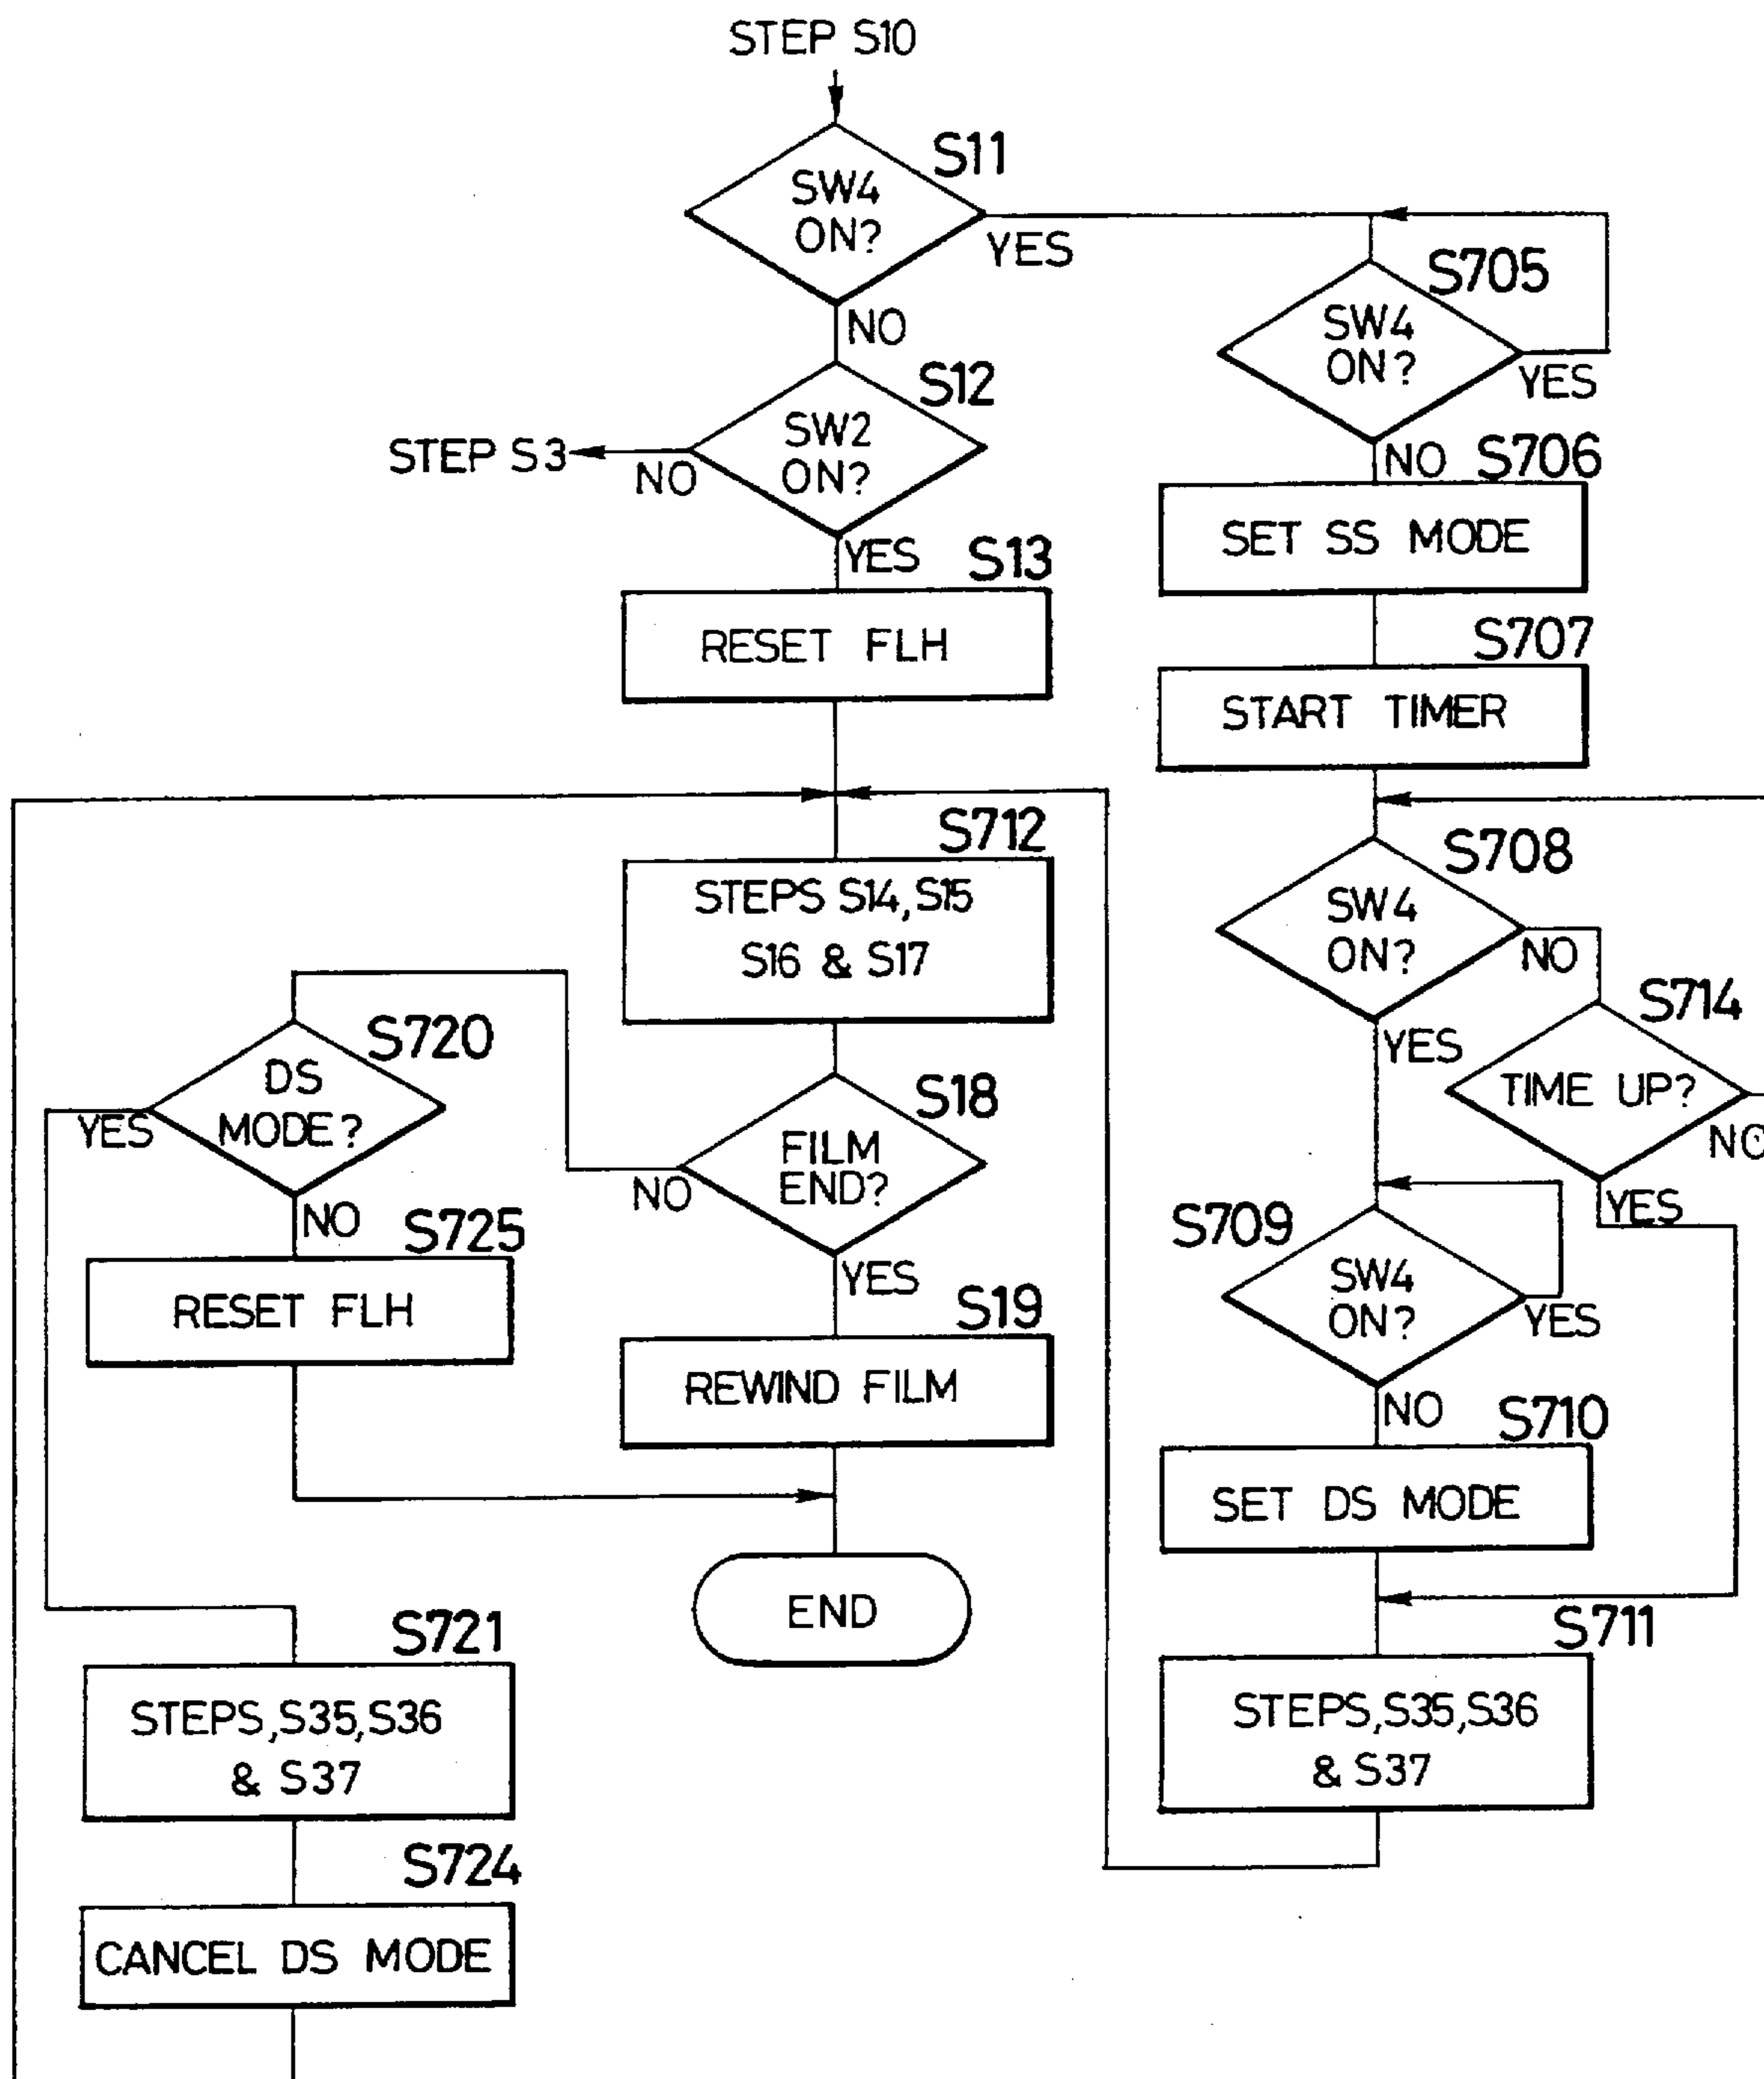 STEP S10
S11
SW4
ON?
YES
NO
S12
SW2
ON?
STEP S3
NO
YES
S13
RESET FLH
S712
STEPS S14,S15
S16 & S17
S18
FILM
END?
NO
YES
S19
REWIND FILM
END
S720
DS
MODE?
YES
NO
S725
RESET FLH
S721
STEPS,S35,S36
& S37
S724
CANCEL DS MODE
S705
SW4
ON?
YES
NO
S706
SET SS MODE
S707
START TIMER
S708
SW4
ON?
NO
YES
S714
TIME UP?
NO
YES
S709
SW4
ON?
YES
NO
S710
SET DS MODE
S711
STEPS,S35,S36
& S37